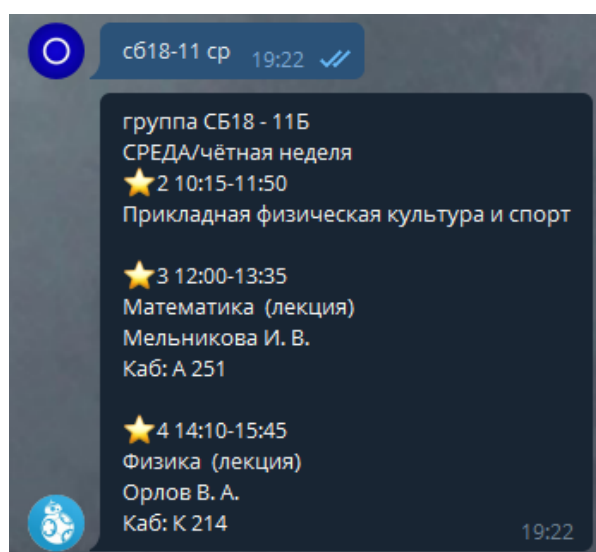 О
сб18-11 ср 19:22
группа СБ18 - 11Б
СРЕДА/чётная неделя
⭐2 10:15-11:50
Прикладная физическая культура и спорт
⭐3 12:00-13:35
Математика (лекция)
Мельникова И. В.
Каб: А 251
⭐4 14:10-15:45
Физика (лекция)
Орлов В. А.
Каб: К 214
19:22